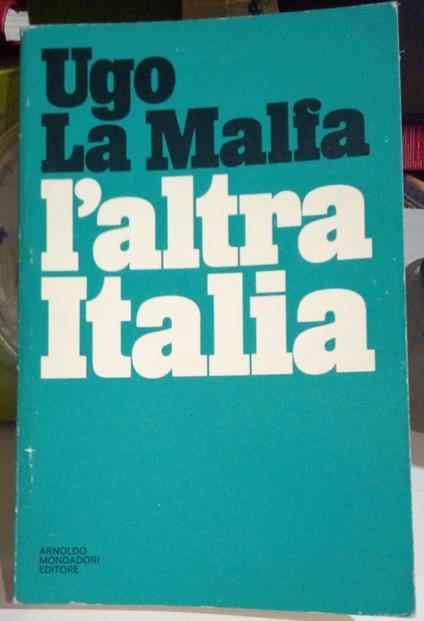 Ugo
La Malfa
l'altra
Italia
ARNOLDO
MONDADORI
EDITORE